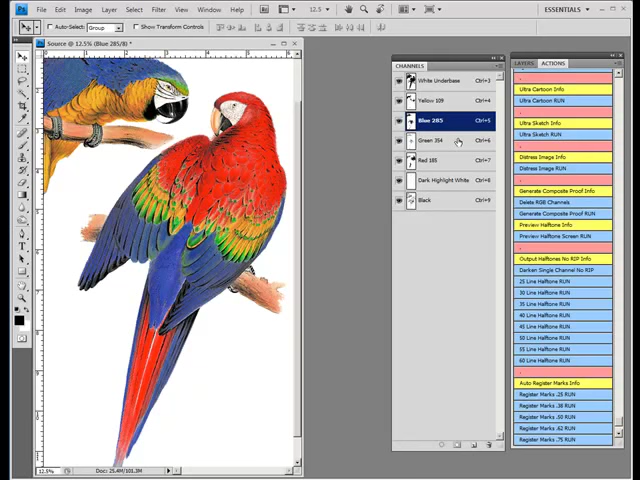 Ps
12.5
ESSENTIALS
File Edit Image Layer Select Filter View Window Help
Auto-Select: Group
Show Transform Controls
Source @ 12.5% (Blue 285/8) *
CHANNELS
White Underbase Ctrl+3
Yellow 109 Ctrl+4
Blue 285 Ctrl+5
Green 354 Ctrl+6
Red 185 Ctrl+7
Dark Highlight White Ctrl+8
Black Ctrl+9
LAYERS ACTIONS
Ultra Cartoon Info
Ultra Cartoon RUN
Ultra Sketch Info
Ultra Sketch RUN
Distress Image Info
Distress Image RUN
Generate Composite Proof Info
Delete RGB Channels
Generate Composite Proof RUN
Preview Halftone Info
Preview Halftone Screen RUN
Output Halftones No RIP Info
Darken Single Channel No RIP
25 Line Halftone RUN
30 Line Halftone RUN
35 Line Halftone RUN
40 Line Halftone RUN
45 Line Halftone RUN
50 Line Halftone RUN
55 Line Halftone RUN
60 Line Halftone RUN
Auto Register Marks Info
Register Marks .25 RUN
Register Marks .38 RUN
Register Marks .50 RUN
Register Marks .62 RUN
Register Marks .75 RUN
12.5% Doc: 25.4M/101.3M